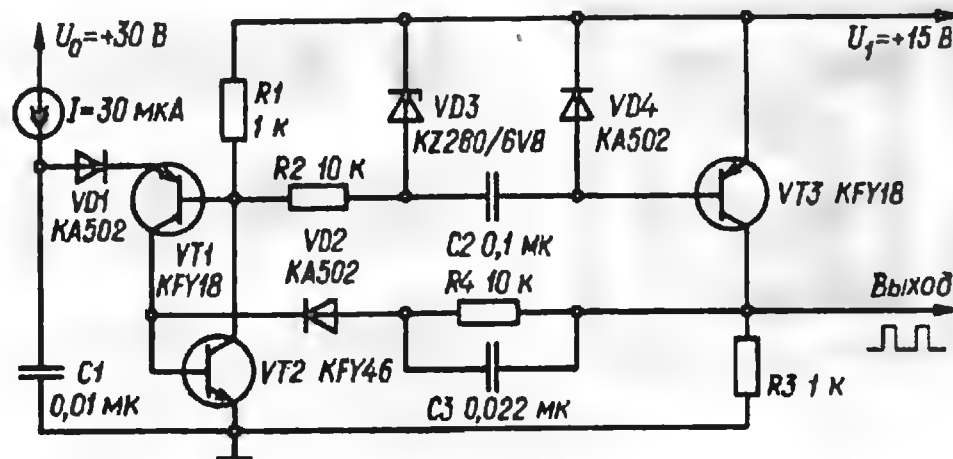 U₀=+30 В
I=30 мкА
R1
1 к
VD3
KZ260/6V8
VD4
KA502
U₁=+15 В
VD1
KA502
VT1
KFY18
R2 10 к
C2 0,1 мк
VT3 KFY18
VD2
KA502
R4 10 к
C3 0,022 мк
Выход
VT2 KFY46
C1
0,01 мк
R3 1 к